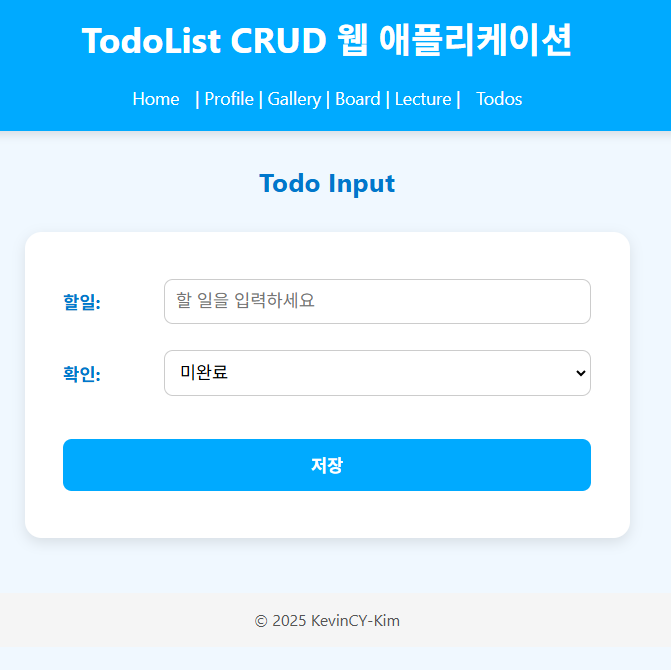 TodoList CRUD 웹 애플리케이션
Home | Profile | Gallery | Board | Lecture | Todos
Todo Input
할일: 할 일을 입력하세요
확인: 미완료
저장
© 2025 KevinCY-Kim